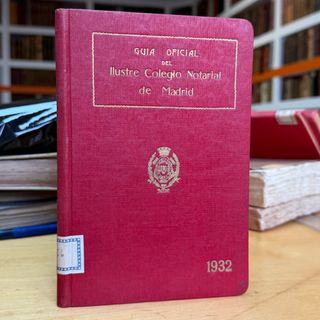 GUIA OFICIAL
DEL
Ilustre Colegio Notarial
de Madrid
1932